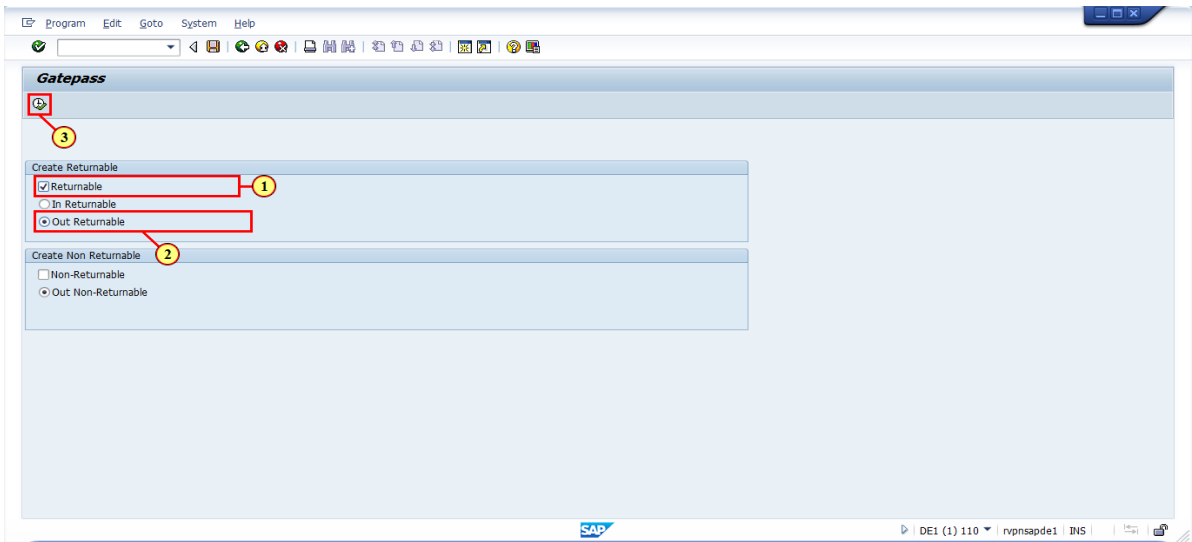 Program Edit Goto System Help
Gatepass
3
Create Returnable
Returnable
1
In Returnable
Out Returnable
2
Create Non Returnable
Non-Returnable
Out Non-Returnable
SAP
DE1 (1) 110 rvpnsapde1 INS